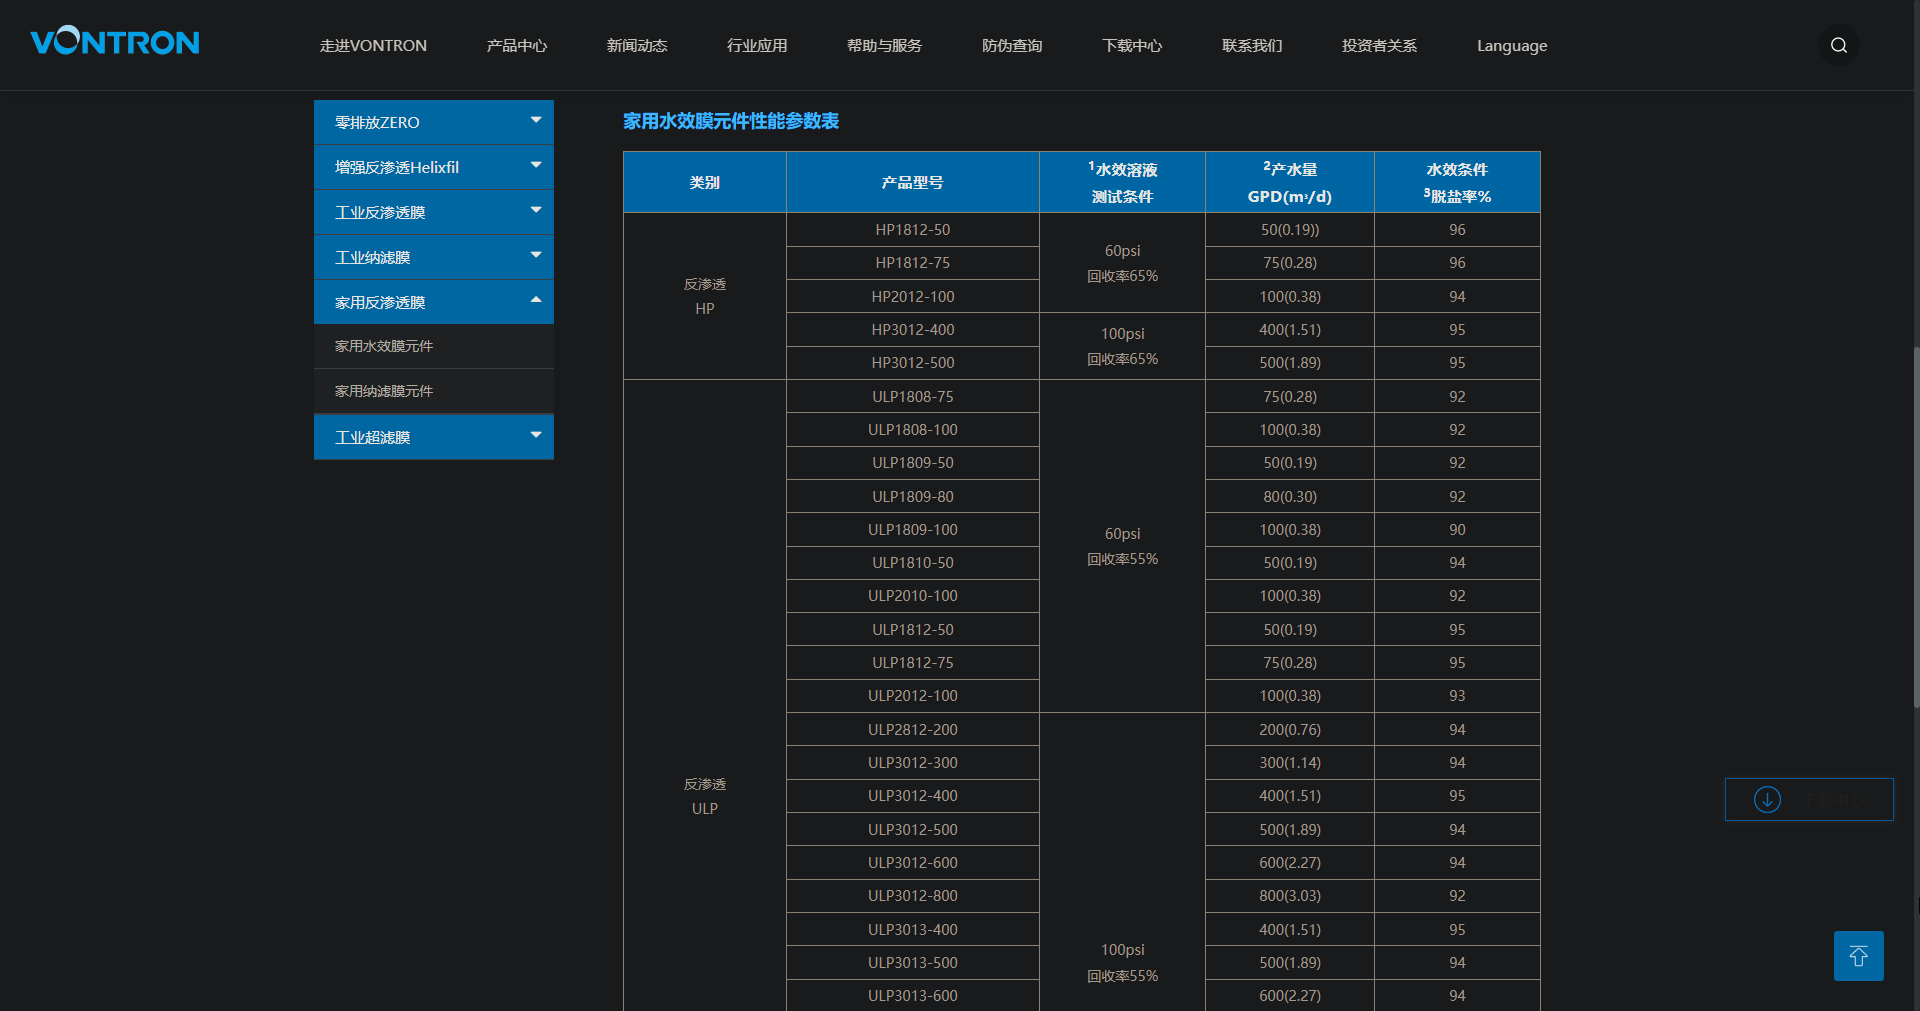 VONTRON
走进VONTRON 产品中心 新闻动态 行业应用 帮助与服务 防伪查询 下载中心 联系我们 投资者关系 Language
零排放ZERO
增强反渗透Helixfil
工业反渗透膜
工业纳滤膜
家用反渗透膜
家用水效膜元件
家用纳滤膜元件
工业超滤膜
家用水效膜元件性能参数表
类别 产品型号 1水效溶液 测试条件 2产水量 GPD(m³/d) 水效条件 3脱盐率%
反渗透
HP
60psi
回收率65%
HP1812-50 50(0.19)) 96
HP1812-75 75(0.28) 96
HP2012-100 100(0.38) 94
100psi
回收率65%
HP3012-400 400(1.51) 95
HP3012-500 500(1.89) 95
反渗透
ULP
60psi
回收率55%
ULP1808-75 75(0.28) 92
ULP1808-100 100(0.38) 92
ULP1809-50 50(0.19) 92
ULP1809-80 80(0.30) 92
ULP1809-100 100(0.38) 90
ULP1810-50 50(0.19) 94
ULP2010-100 100(0.38) 92
ULP1812-50 50(0.19) 95
ULP1812-75 75(0.28) 95
ULP2012-100 100(0.38) 93
100psi
回收率55%
ULP2812-200 200(0.76) 94
ULP3012-300 300(1.14) 94
ULP3012-400 400(1.51) 95
ULP3012-500 500(1.89) 94
ULP3012-600 600(2.27) 94
ULP3012-800 800(3.03) 92
ULP3013-400 400(1.51) 95
ULP3013-500 500(1.89) 94
ULP3013-600 600(2.27) 94
下载中心